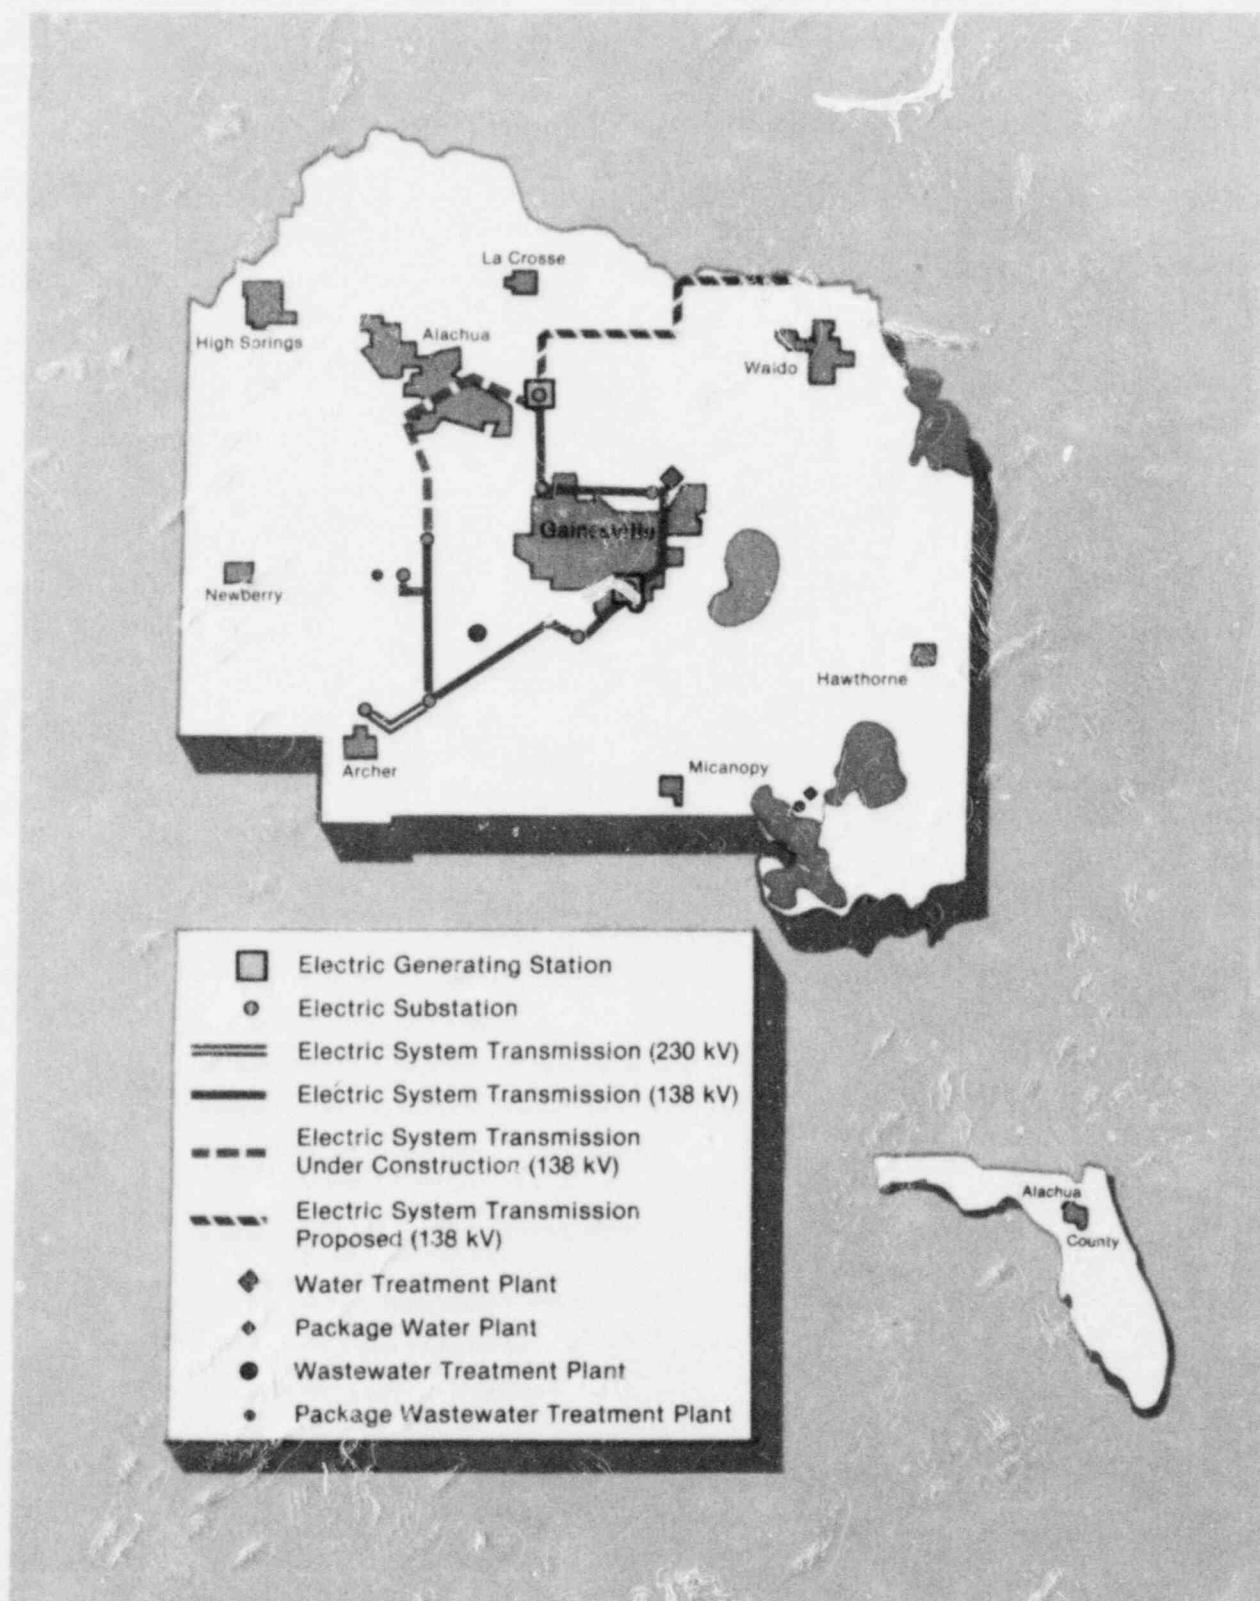 La Crosse
High Springs
Alachua
Waldo
Gainesville
Newberry
Hawthorne
Archer
Micanopy
Electric Generating Station
Electric Substation
Electric System Transmission (230 kV)
Electric System Transmission (138 kV)
Electric System Transmission
Under Construction (138 kV)
Electric System Transmission
Proposed (138 kV)
Water Treatment Plant
Package Water Plant
Wastewater Treatment Plant
Package Wastewater Treatment Plant
Alachua
County